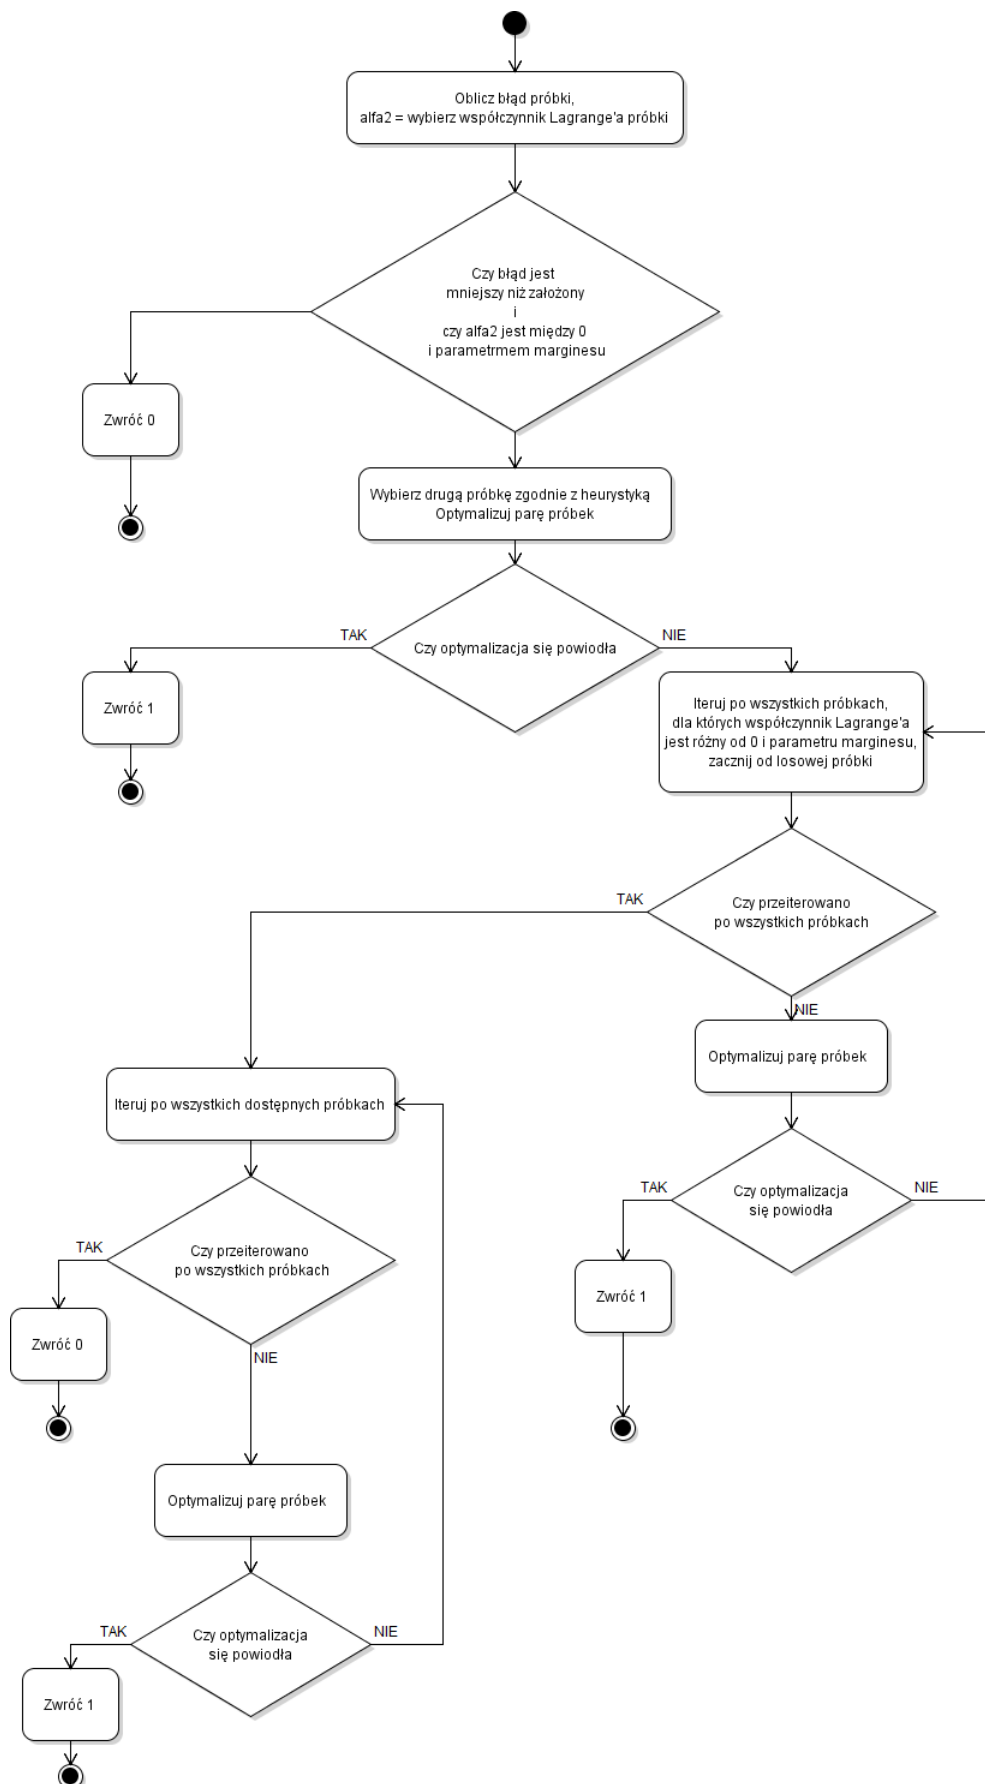 Oblicz błąd próbki,
alfa2 = wybierz współczynnik Lagrange'a próbki
Czy błąd jest
mniejszy niż założony
i
czy alfa2 jest między 0
i parametrmem marginesu
Zwróć 0
Wybierz drugą próbkę zgodnie z heurystyką
Optymalizuj parę próbek
TAK
Czy optymalizacja się powiodła
NIE
Zwróć 1
Iteruj po wszystkich próbkach,
dla których współczynnik Lagrange'a
jest różny od 0 i parametru marginesu,
zacznij od losowej próbki
TAK
Czy przeiterowano
po wszystkich próbkach
NIE
Optymalizuj parę próbek
Iteruj po wszystkich dostępnych próbkach
TAK
Czy optymalizacja
się powiodła
NIE
Zwróć 1
TAK
Czy przeiterowano
po wszystkich próbkach
Zwróć 0
NIE
Optymalizuj parę próbek
TAK
Czy optymalizacja
się powiodła
NIE
Zwróć 1